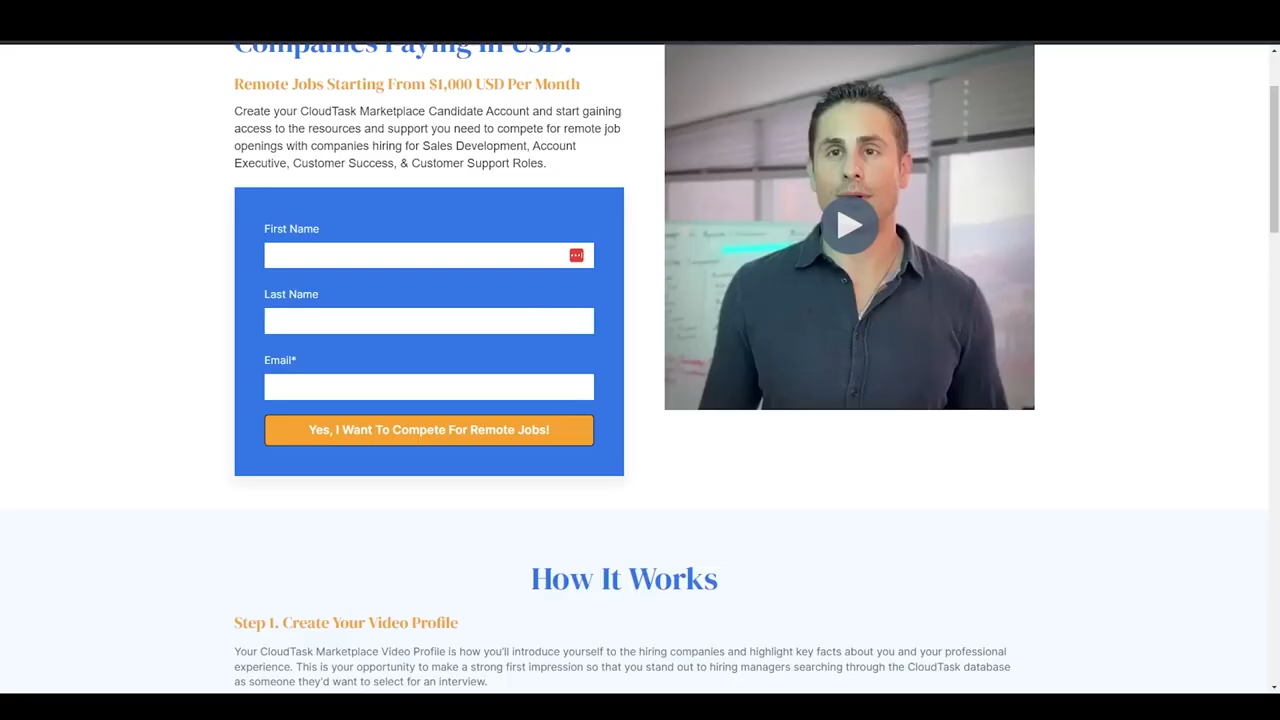 Companies Paying in USD?
Remote Jobs Starting From $1,000 USD Per Month
Create your CloudTask Marketplace Candidate Account and start gaining
access to the resources and support you need to compete for remote job
openings with companies hiring for Sales Development, Account
Executive, Customer Success, & Customer Support Roles.
First Name
Last Name
Email*
Yes, I Want To Compete For Remote Jobs!
How It Works
Step 1. Create Your Video Profile
Your CloudTask Marketplace Video Profile is how you'll introduce yourself to the hiring companies and highlight key facts about you and your professional
experience. This is your opportunity to make a strong first impression so that you stand out to hiring managers searching through the CloudTask database
as someone they'd want to select for an interview.